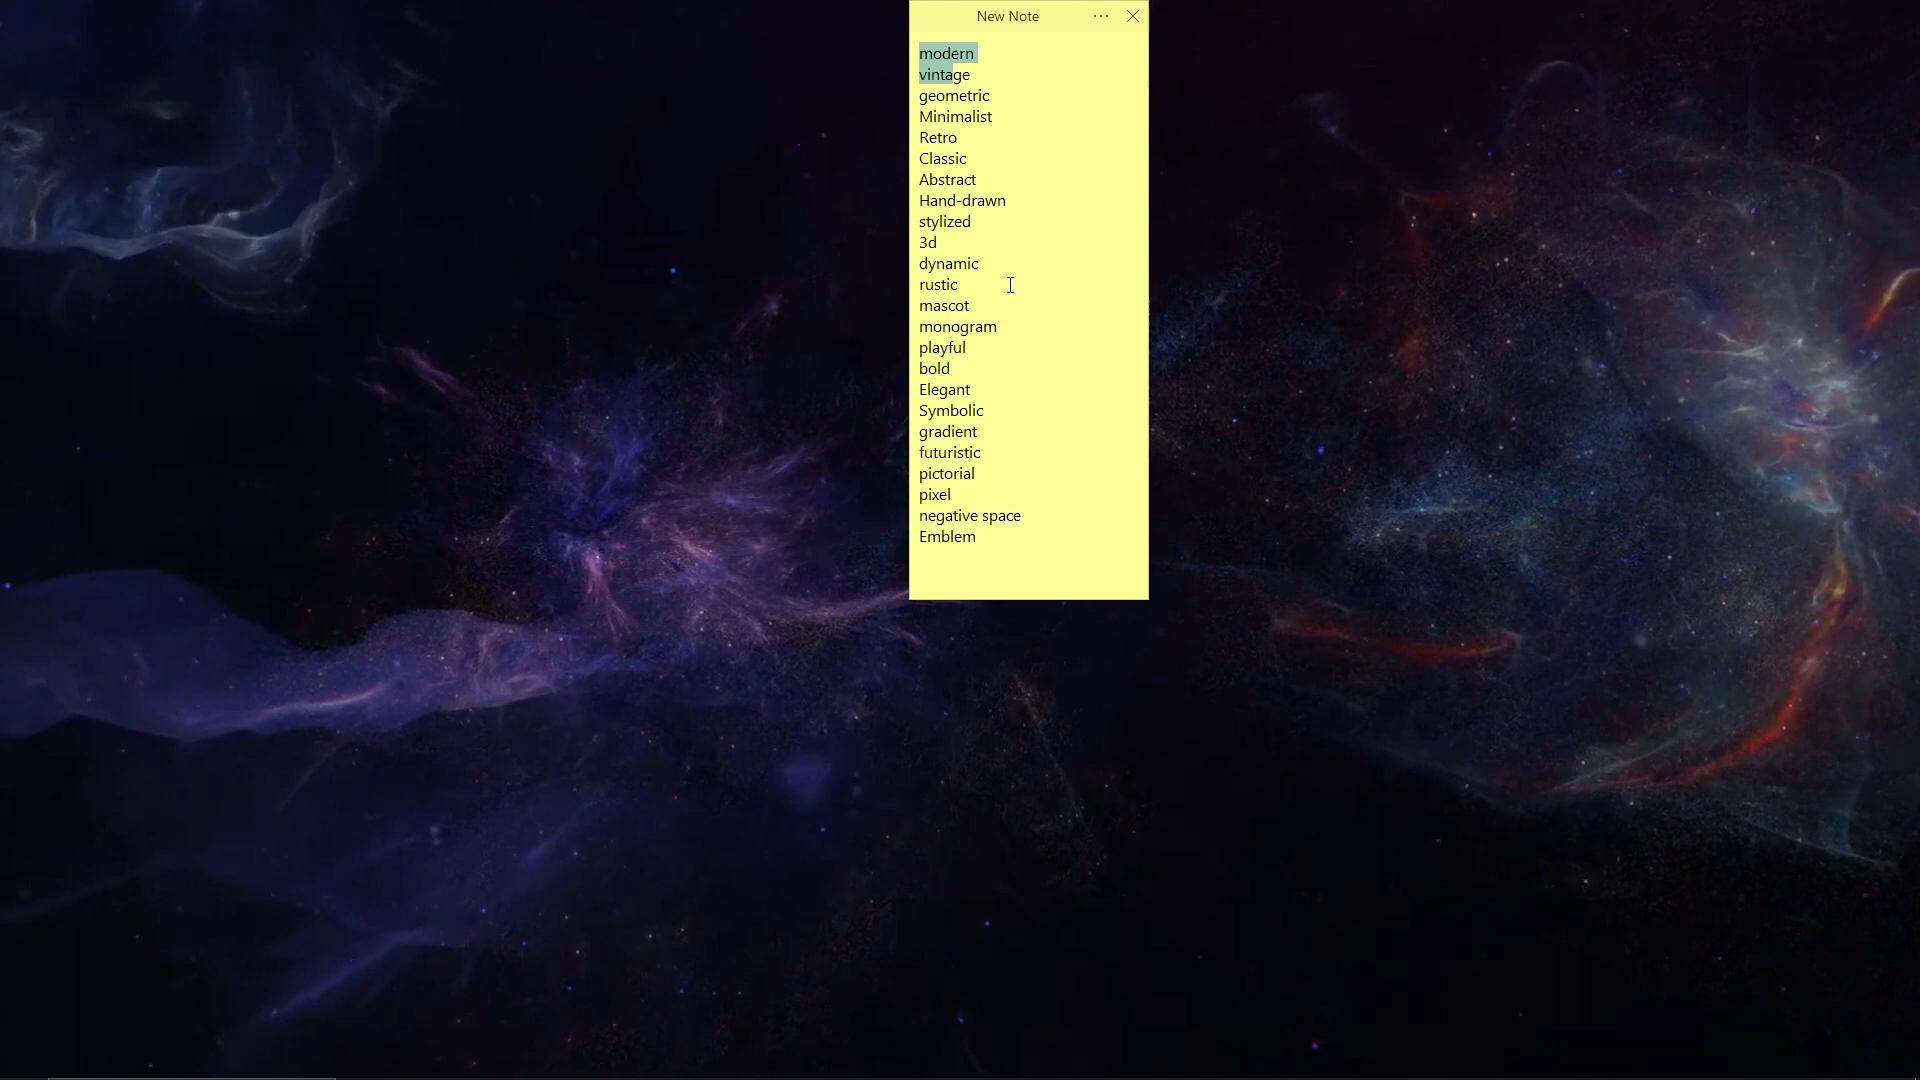 New Note
modern
vintage
geometric
Minimalist
Retro
Classic
Abstract
Hand-drawn
stylized
3d
dynamic
rustic
mascot
monogram
playful
bold
Elegant
Symbolic
gradient
futuristic
pictorial
pixel
negative space
Emblem